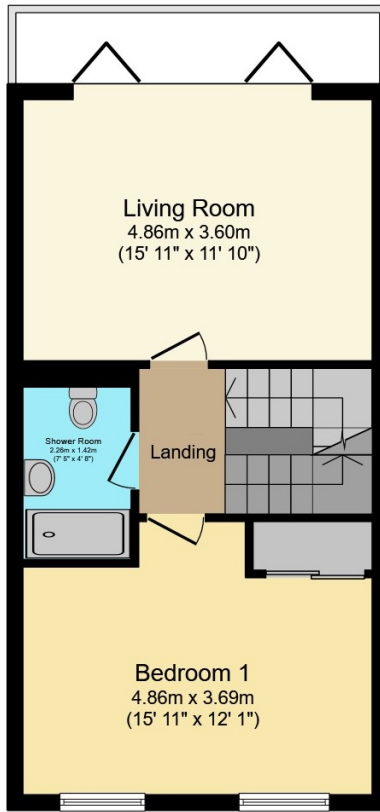 Living Room
4.86m x 3.60m
(15' 11" x 11' 10")
Shower Room
2.26m x 1.42m
(7' 5" x 4' 8")
Landing
Bedroom 1
4.86m x 3.69m
(15' 11" x 12' 1")